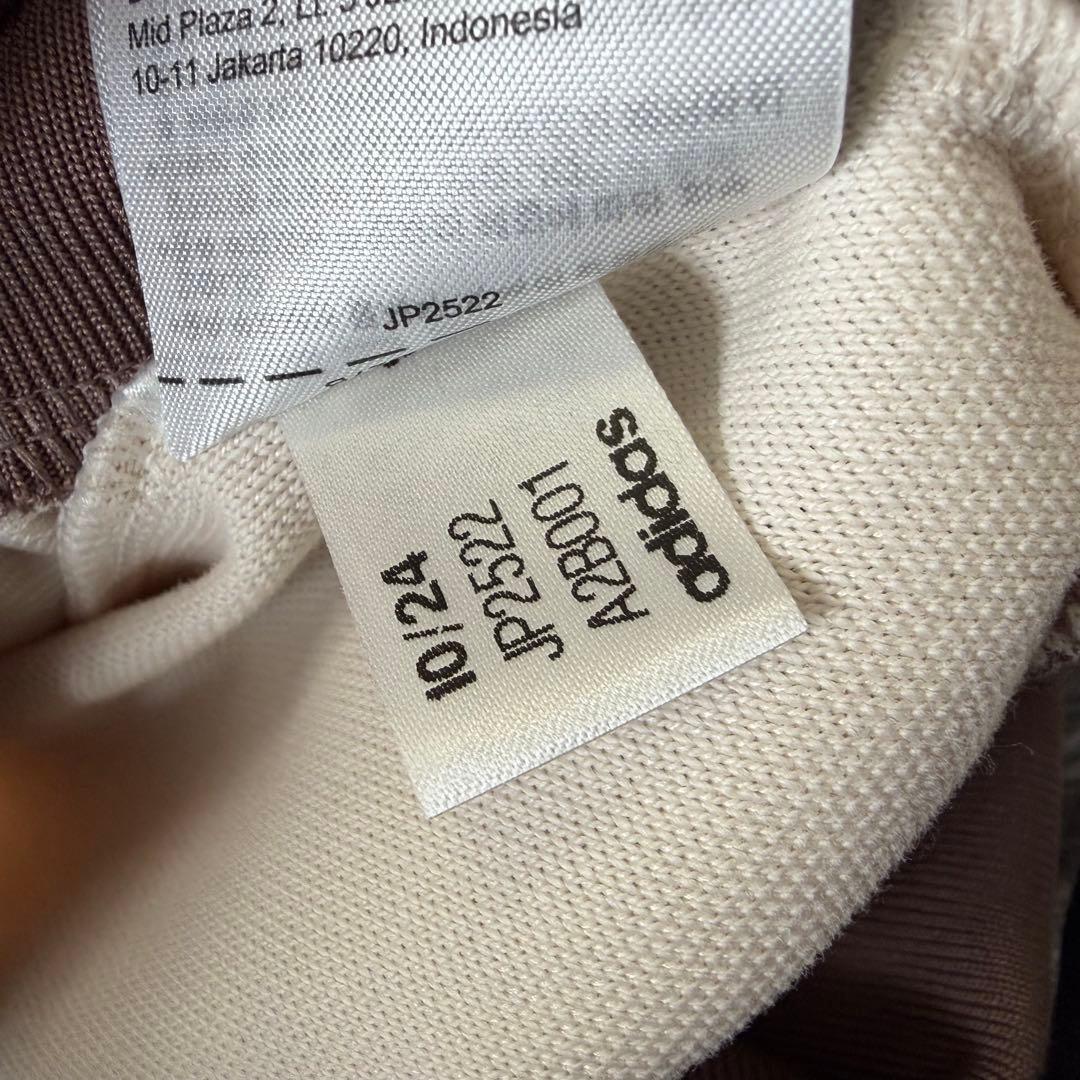 Mid Plaza 2, Lt.
10-11 Jakarta 10220, Indonesia
JP2522
adidas
A2B001
JP2522
10|24